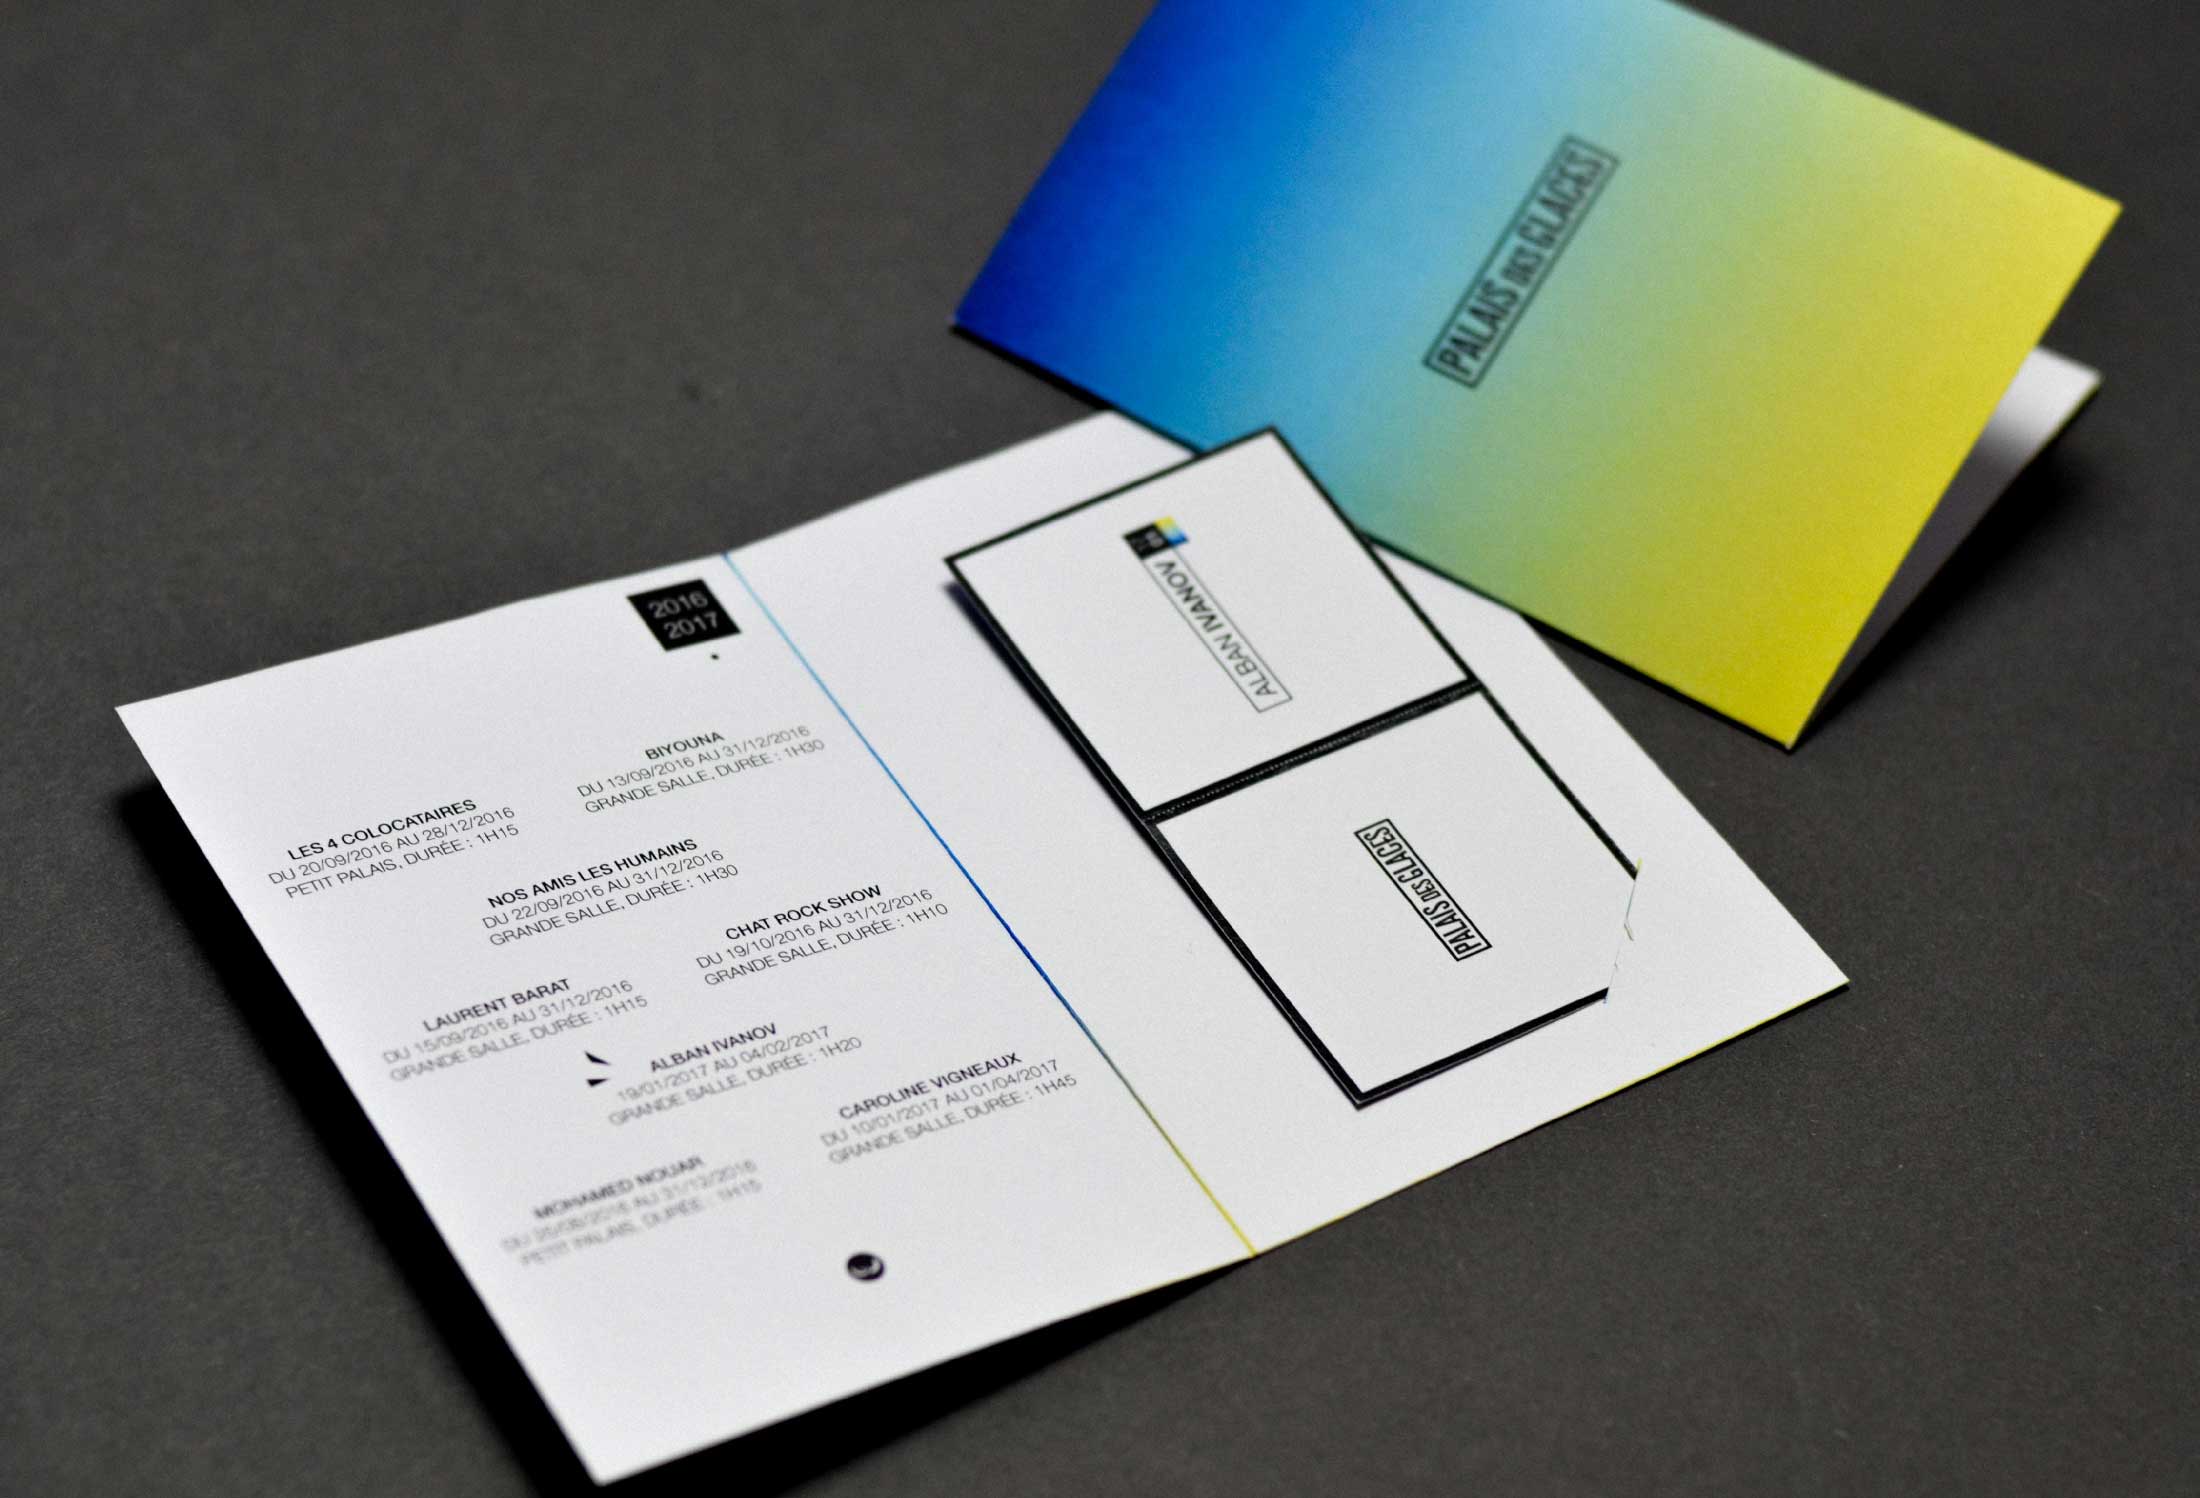 PALAIS DES GLACES
2016
2017
BIYOUNA
DU 13/09/2016 AU 31/12/2016
GRANDE SALLE, DURÉE : 1H30
LES 4 COLOCATAIRES
DU 20/09/2016 AU 28/12/2016
PETIT PALAIS, DURÉE : 1H15
NOS AMIS LES HUMAINS
DU 22/09/2016 AU 31/12/2016
GRANDE SALLE, DURÉE : 1H30
CHAT ROCK SHOW
DU 19/10/2016 AU 31/12/2016
GRANDE SALLE, DURÉE : 1H10
LAURENT BARAT
DU 15/09/2016 AU 31/12/2016
GRANDE SALLE, DURÉE : 1H15
ALBAN IVANOV
19/01/2017 AU 04/02/2017
GRANDE SALLE, DURÉE : 1H20
CAROLINE VIGNEAUX
DU 10/01/2017 AU 01/04/2017
GRANDE SALLE, DURÉE : 1H45
MOHAMED NOUAR
DU AU 31/12/2016
PETIT PALAIS, DURÉE : 1H15
ALBAN IVANOV
PALAIS DES GLACES